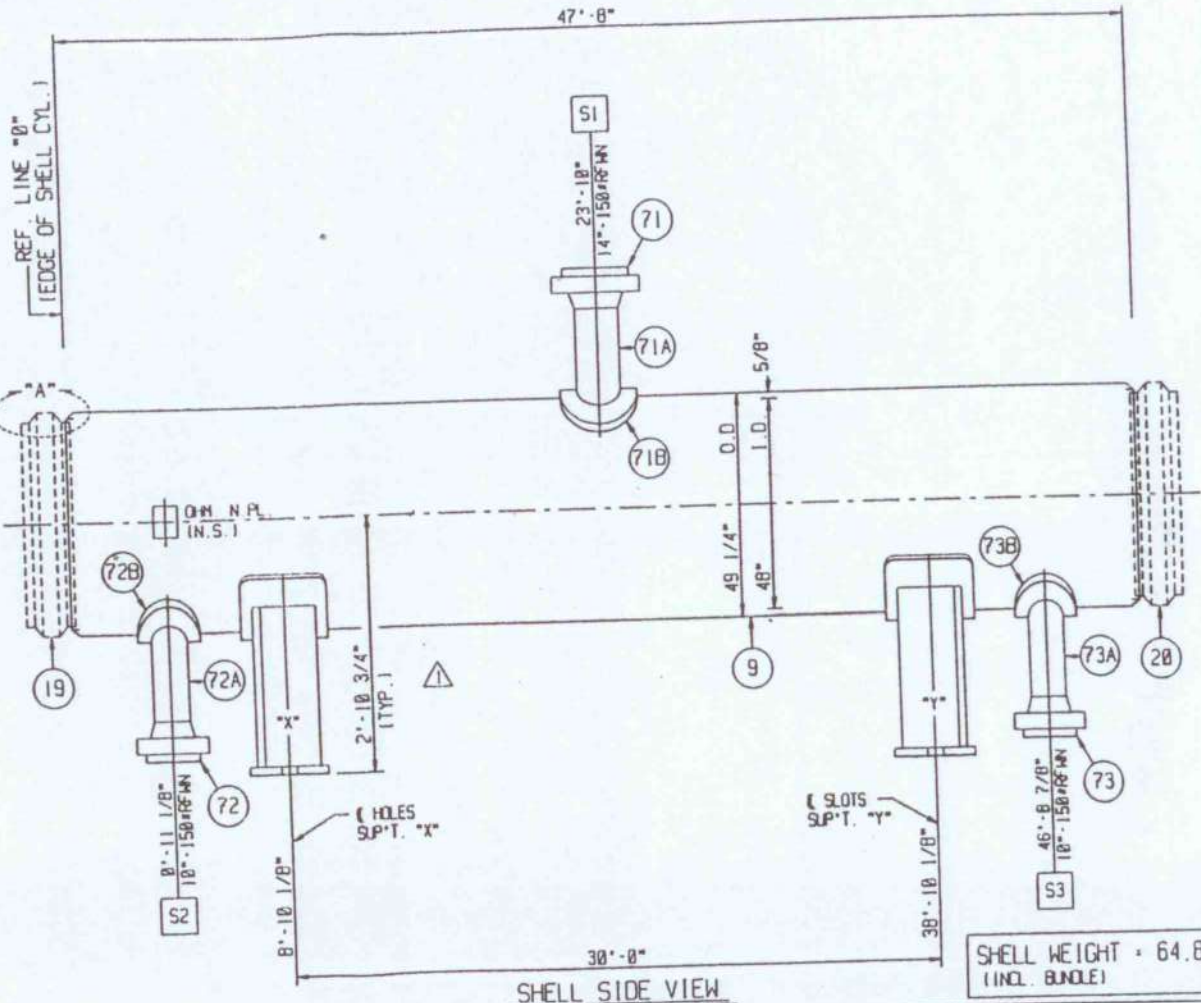 47'-8"
REF. LINE "0"
(EDGE OF SHELL CYL.)
S1
23'-10"
14"-150#RFWN
71
71A
71B
"A"
O.D
I.D.
5/8"
49 1/4"
48"
OHM N.PL.
(N.S.)
72B
73B
19
72A
"X"
2'-10 3/4"
(TYP.)
1
9
"Y"
73A
20
72
73
0'-11 1/8"
10"-150#RFWN
S2
℄ HOLES
SUP'T. "X"
8'-10 1/8"
℄ SLOTS
SUP'T. "Y"
38'-10 1/8"
46'-8 7/8"
10"-150#RFWN
S3
30'-0"
SHELL SIDE VIEW
SHELL WEIGHT = 64.8
(INCL. BUNDLE)